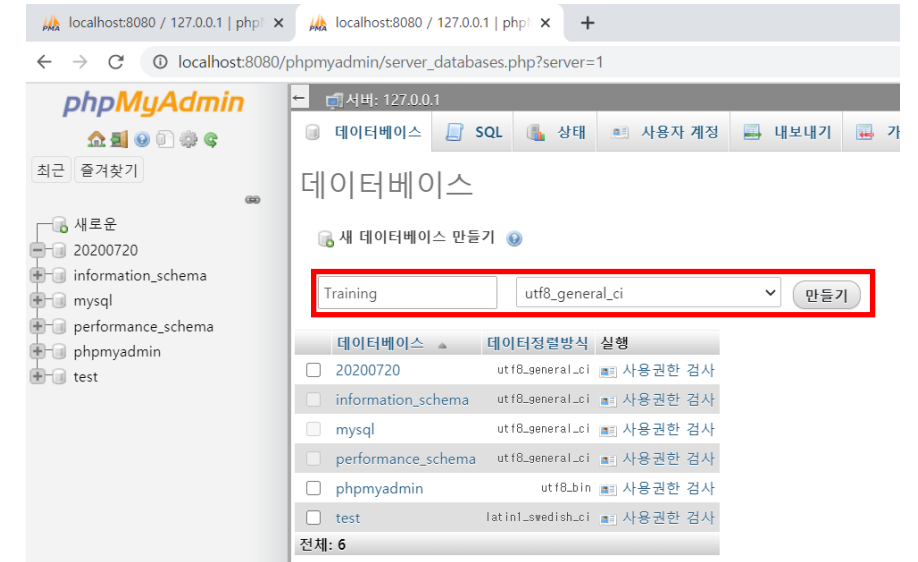 localhost:8080 / 127.0.0.1 | php
localhost:8080 / 127.0.0.1 | php
localhost:8080/phpmyadmin/server_databases.php?server=1
phpMyAdmin
최근 즐겨찾기
새로운
20200720
information_schema
mysql
performance_schema
phpmyadmin
test
서버: 127.0.0.1
데이터베이스 SQL 상태 사용자 계정 내보내기 가
데이터베이스
새 데이터베이스 만들기
Training utf8_general_ci 만들기
데이터베이스 데이터정렬방식 실행
20200720 utf8_general_ci 사용권한 검사
information_schema utf8_general_ci 사용권한 검사
mysql utf8_general_ci 사용권한 검사
performance_schema utf8_general_ci 사용권한 검사
phpmyadmin utf8_bin 사용권한 검사
test latin1_swedish_ci 사용권한 검사
전체: 6